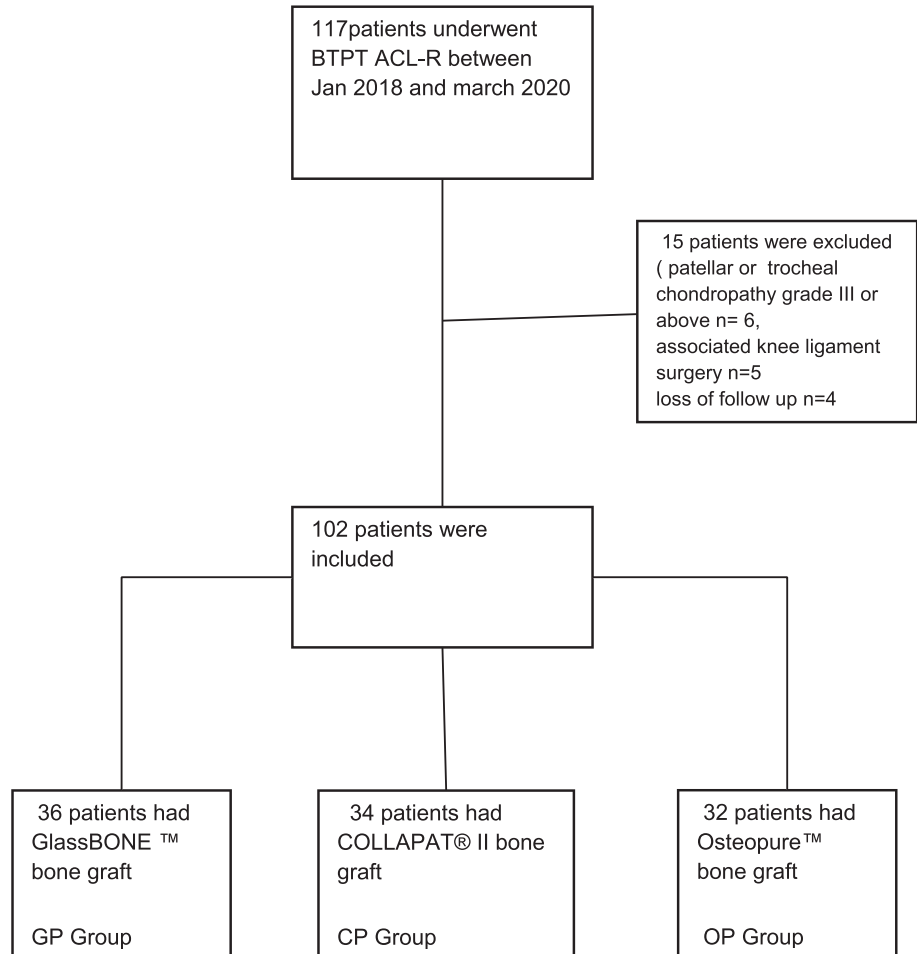 117patients underwent
BTPT ACL-R between
Jan 2018 and march 2020
15 patients were excluded
( patellar or trocheal
chondropathy grade III or
above n= 6,
associated knee ligament
surgery n=5
loss of follow up n=4
102 patients were
included
36 patients had
GlassBONE ™
bone graft
GP Group
34 patients had
COLLAPAT® II bone
graft
CP Group
32 patients had
Osteopure™
bone graft
OP Group